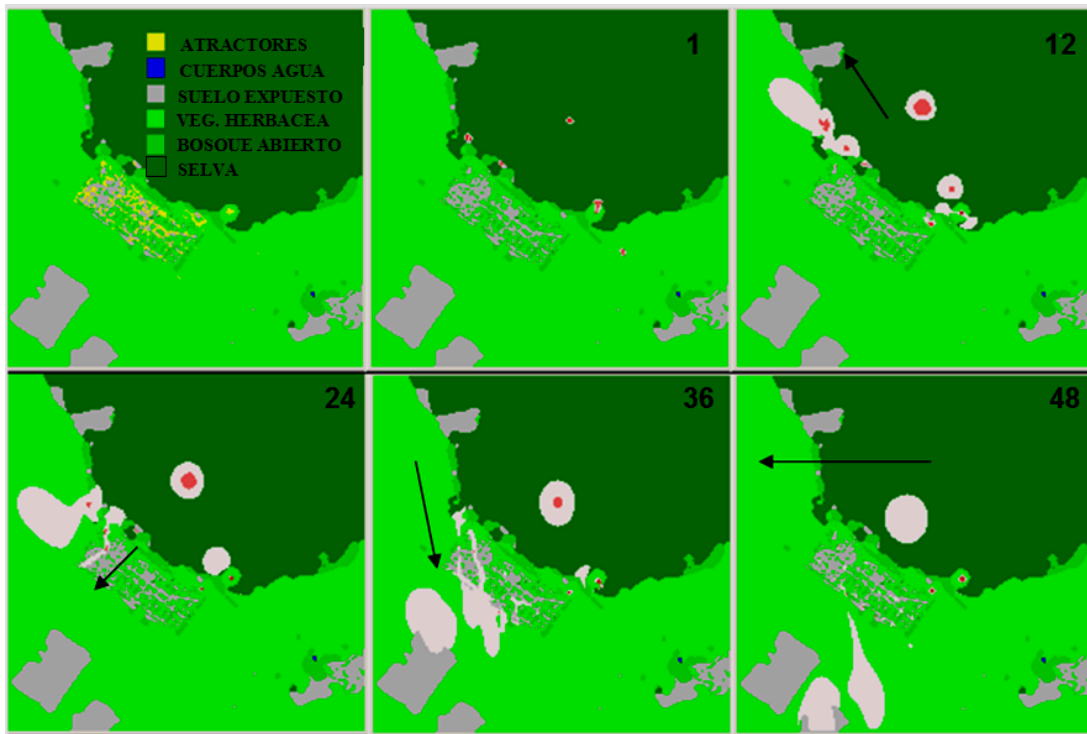 ATRACTORES
CUERPOS AGUA
SUELO EXPUESTO
VEG. HERBACEA
BOSQUE ABIERTO
SELVA
1
12
24
36
48